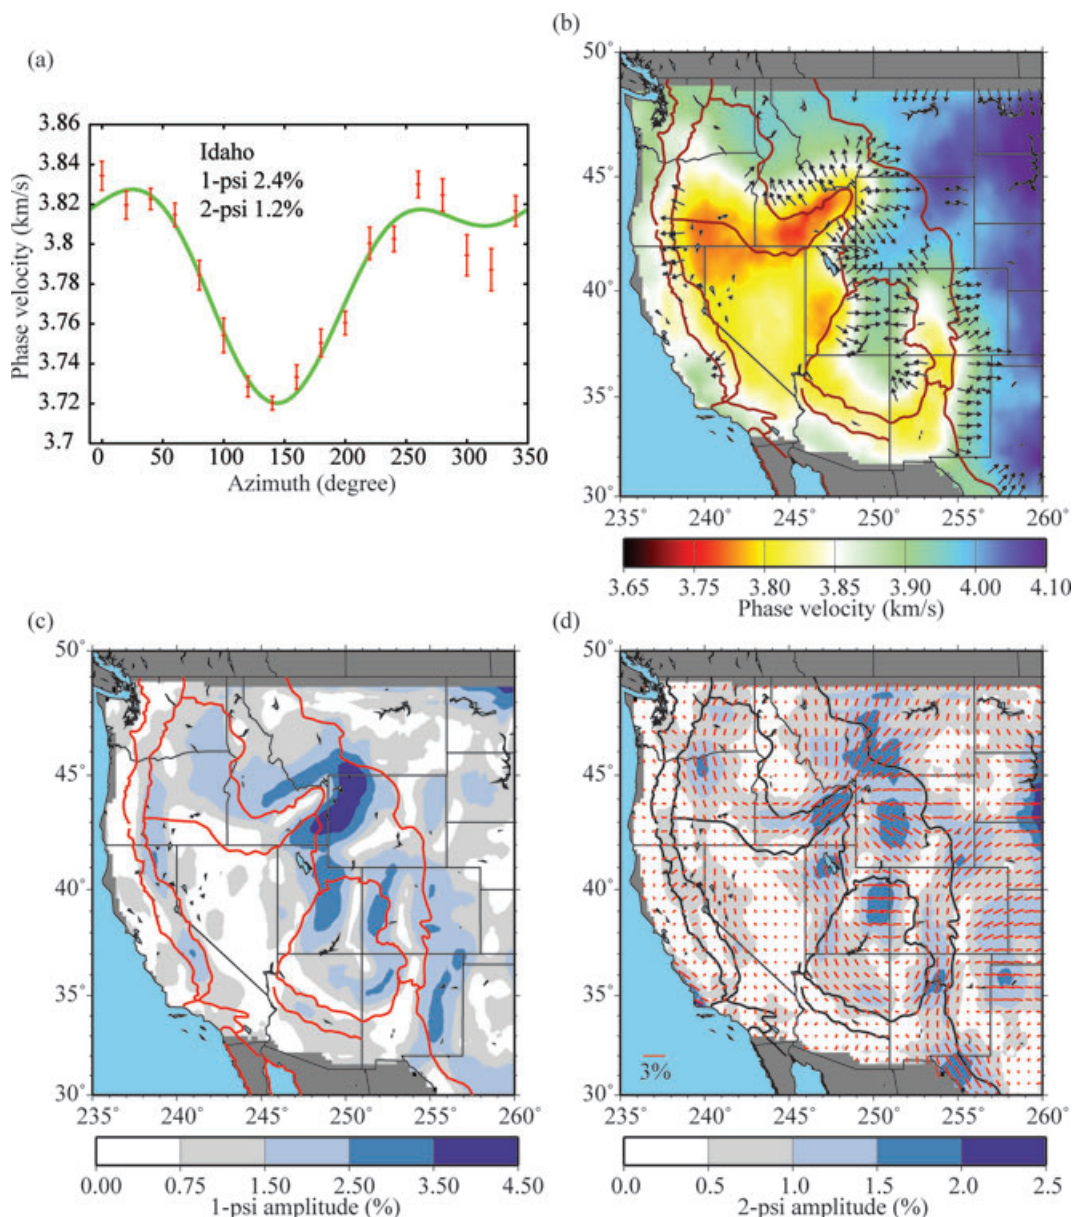 (a)
3.86
3.84
3.82
3.8
3.78
3.76
3.74
3.72
3.7
Phase velocity (km/s)
Idaho
1-psi 2.4%
2-psi 1.2%
0 50 100 150 200 250 300 350
Azimuth (degree)
(b)
50°
45°
40°
35°
30°
235 240° 245° 250° 255° 260°
3.65 3.75 3.80 3.85 3.90 4.00 4.10
Phase velocity (km/s)
(c)
50°
45°
40°
35°
30°
235° 240° 245° 250° 255° 260°
0.00 0.75 1.50 2.50 3.50 4.50
1-psi amplitude (%)
(d)
50°
45°
40°
35°
30°
3%
235° 240° 245° 250° 255° 260°
0.0 0.5 1.0 1.5 2.0 2.5
2-psi amplitude (%)